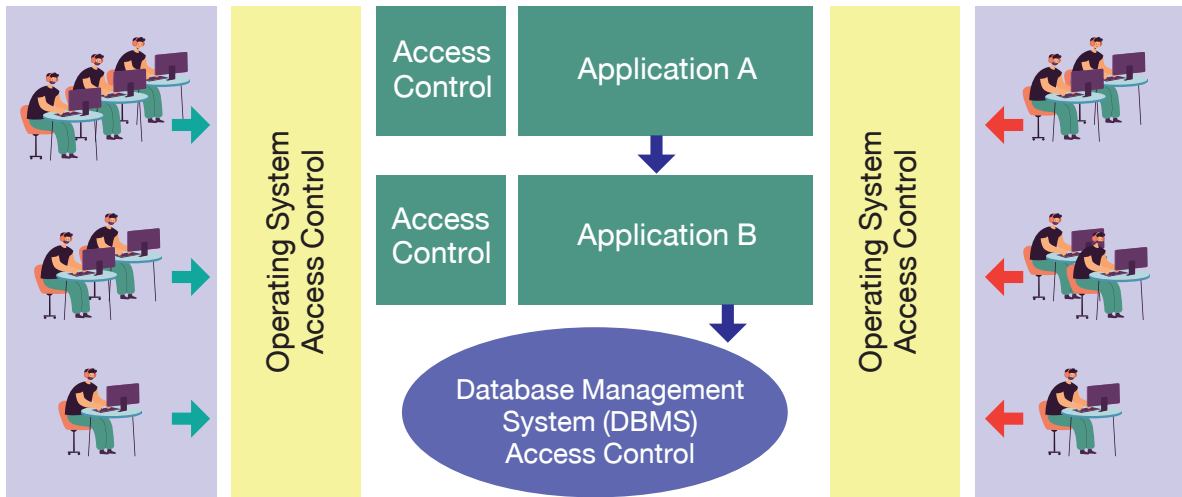 Operating System
Access Control
Access
Control
Application A
Access
Control
Application B
Database Management
System (DBMS)
Access Control
Operating System
Access Control